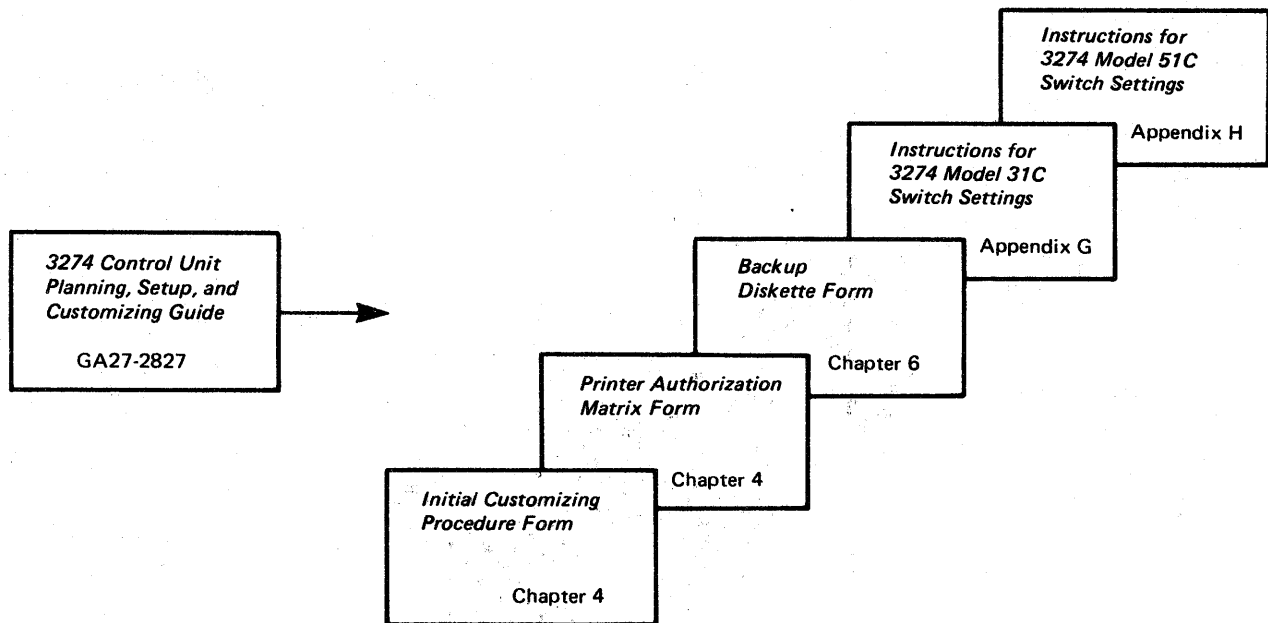 Instructions for
3274 Model 51C
Switch Settings
Appendix H
Instructions for
3274 Model 31C
Switch Settings
Appendix G
3274 Control Unit
Planning, Setup, and
Customizing Guide
GA27-2827
Backup
Diskette Form
Chapter 6
Printer Authorization
Matrix Form
Chapter 4
Initial Customizing
Procedure Form
Chapter 4